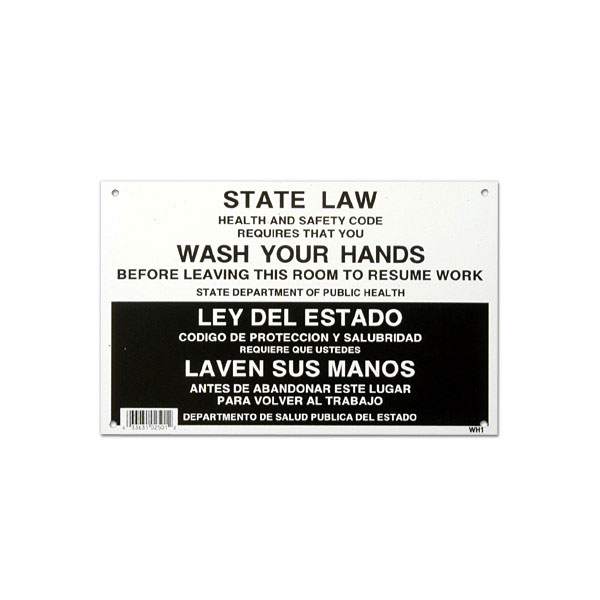 STATE LAW
HEALTH AND SAFETY CODE
REQUIRES THAT YOU
WASH YOUR HANDS
BEFORE LEAVING THIS ROOM TO RESUME WORK
STATE DEPARTMENT OF PUBLIC HEALTH
LEY DEL ESTADO
CODIGO DE PROTECCION Y SALUBRIDAD
REQUIERE QUE USTEDES
LAVEN SUS MANOS
ANTES DE ABANDONAR ESTE LUGAR
PARA VOLVER AL TRABAJO
DEPARTMENTO DE SALUD PUBLICA DEL ESTADO
WH1